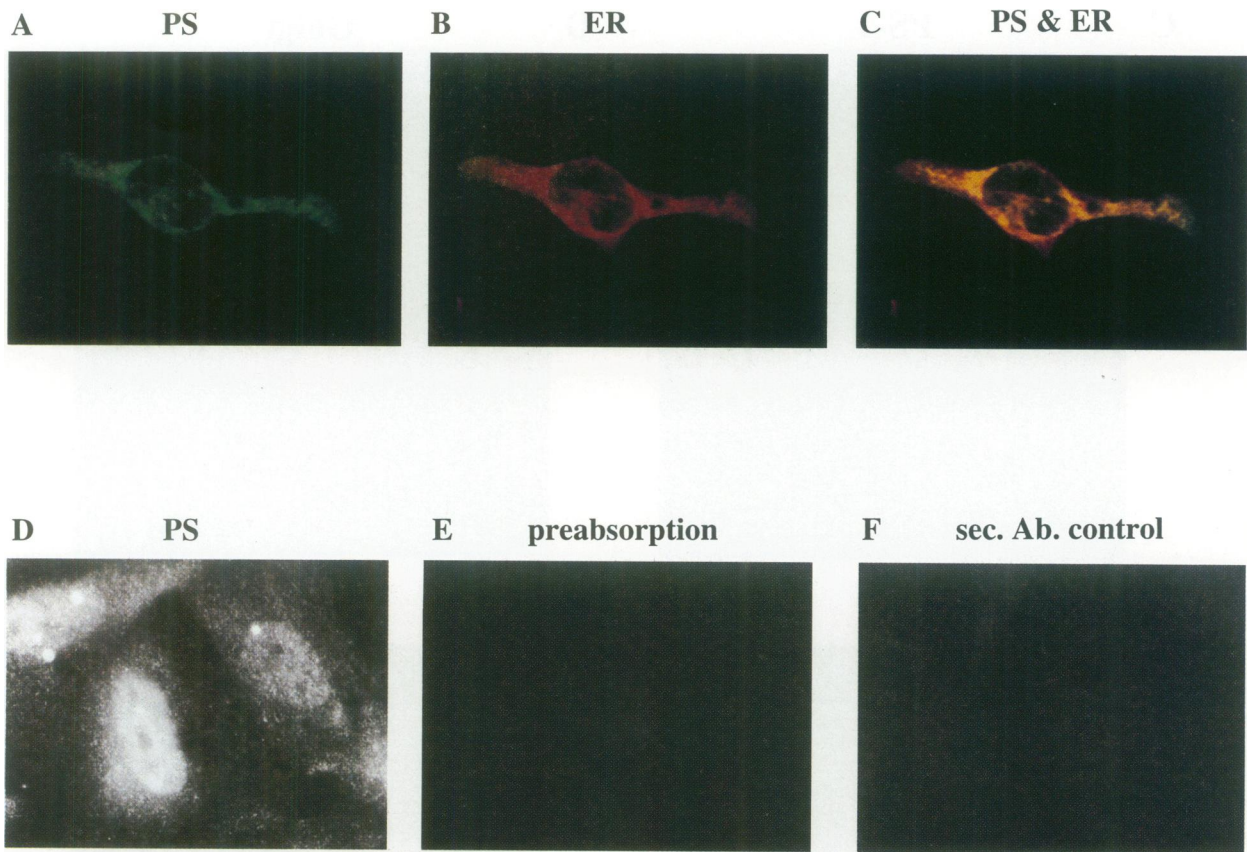 A PS
B ER
C PS & ER
D PS
E preabsorption
F sec. Ab. control